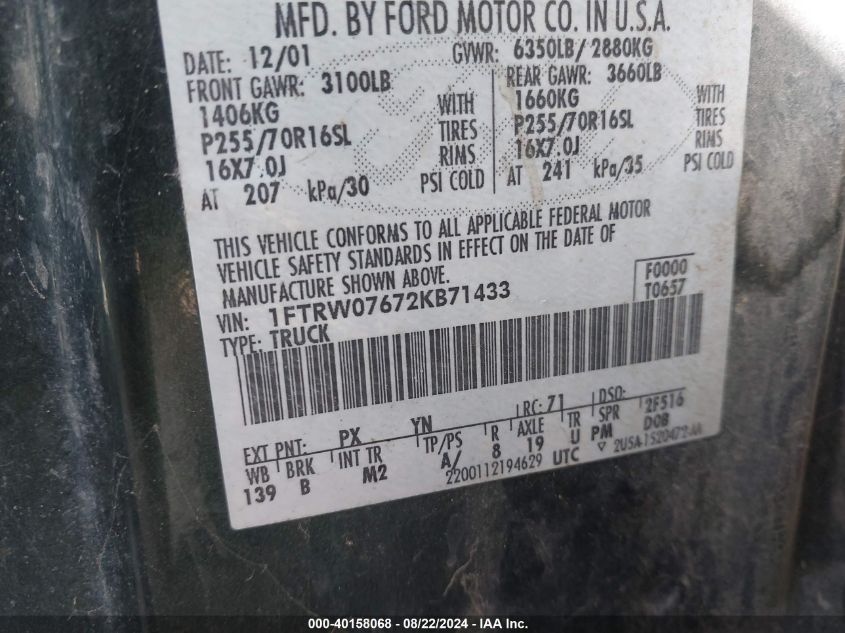 MFD. BY FORD MOTOR CO. IN U.S.A.
DATE: 12/01 GVWR: 6350LB/ 2880KG
FRONT GAWR: 3100LB REAR GAWR: 3660LB
1406KG WITH 1660KG WITH
P255/70R16SL TIRES P255/70R16SL TIRES
16X7.0J RIMS 16X7.0J RIMS
AT 207 kPa/30 PSI COLD AT 241 kPa/35 PSI COLD
THIS VEHICLE CONFORMS TO ALL APPLICABLE FEDERAL MOTOR
VEHICLE SAFETY STANDARDS IN EFFECT ON THE DATE OF
MANUFACTURE SHOWN ABOVE.
F0000
VIN: 1FTRW07672KB71433 T0657
TYPE: TRUCK
EXT PNT: PX YN RC: 71 DSO:
WB BRK INT TR TP/PS R AXLE TR SPR 2F516
139 B M2 A/ 8 19 U PM DOB
2200112194629 UTC ▽ 2U5A-1520472-AA
000-40158068 - 08/22/2024 - IAA Inc.